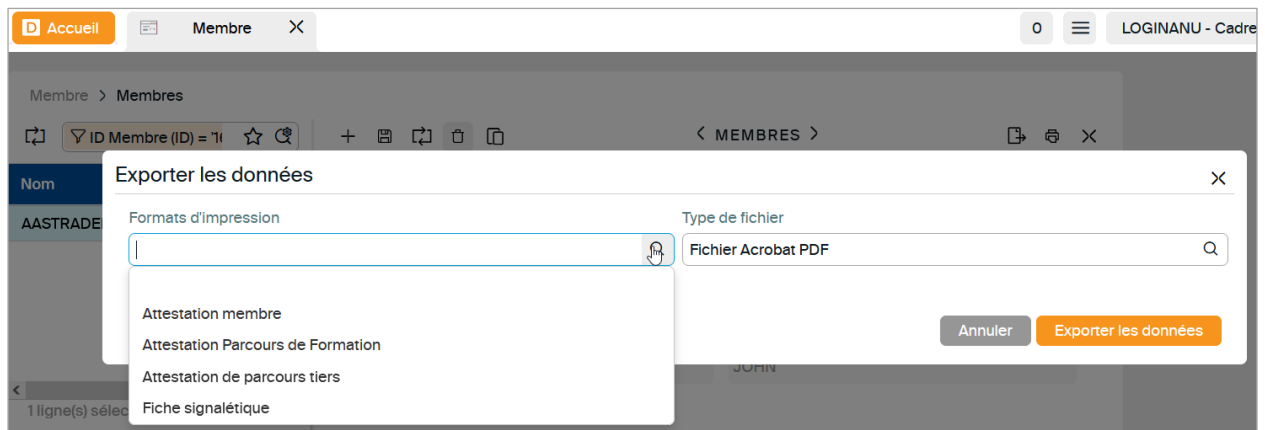 D Accueil
Membre
0
LOGINANU - Cadre
Membre > Membres
ID Membre (ID) = '16
< MEMBRES >
Nom
Exporter les données
AASTRADE
Formats d'impression
Type de fichier
Fichier Acrobat PDF
Attestation membre
Attestation Parcours de Formation
Attestation de parcours tiers
Fiche signalétique
Annuler
Exporter les données
JOHN
1 ligne(s) sélec